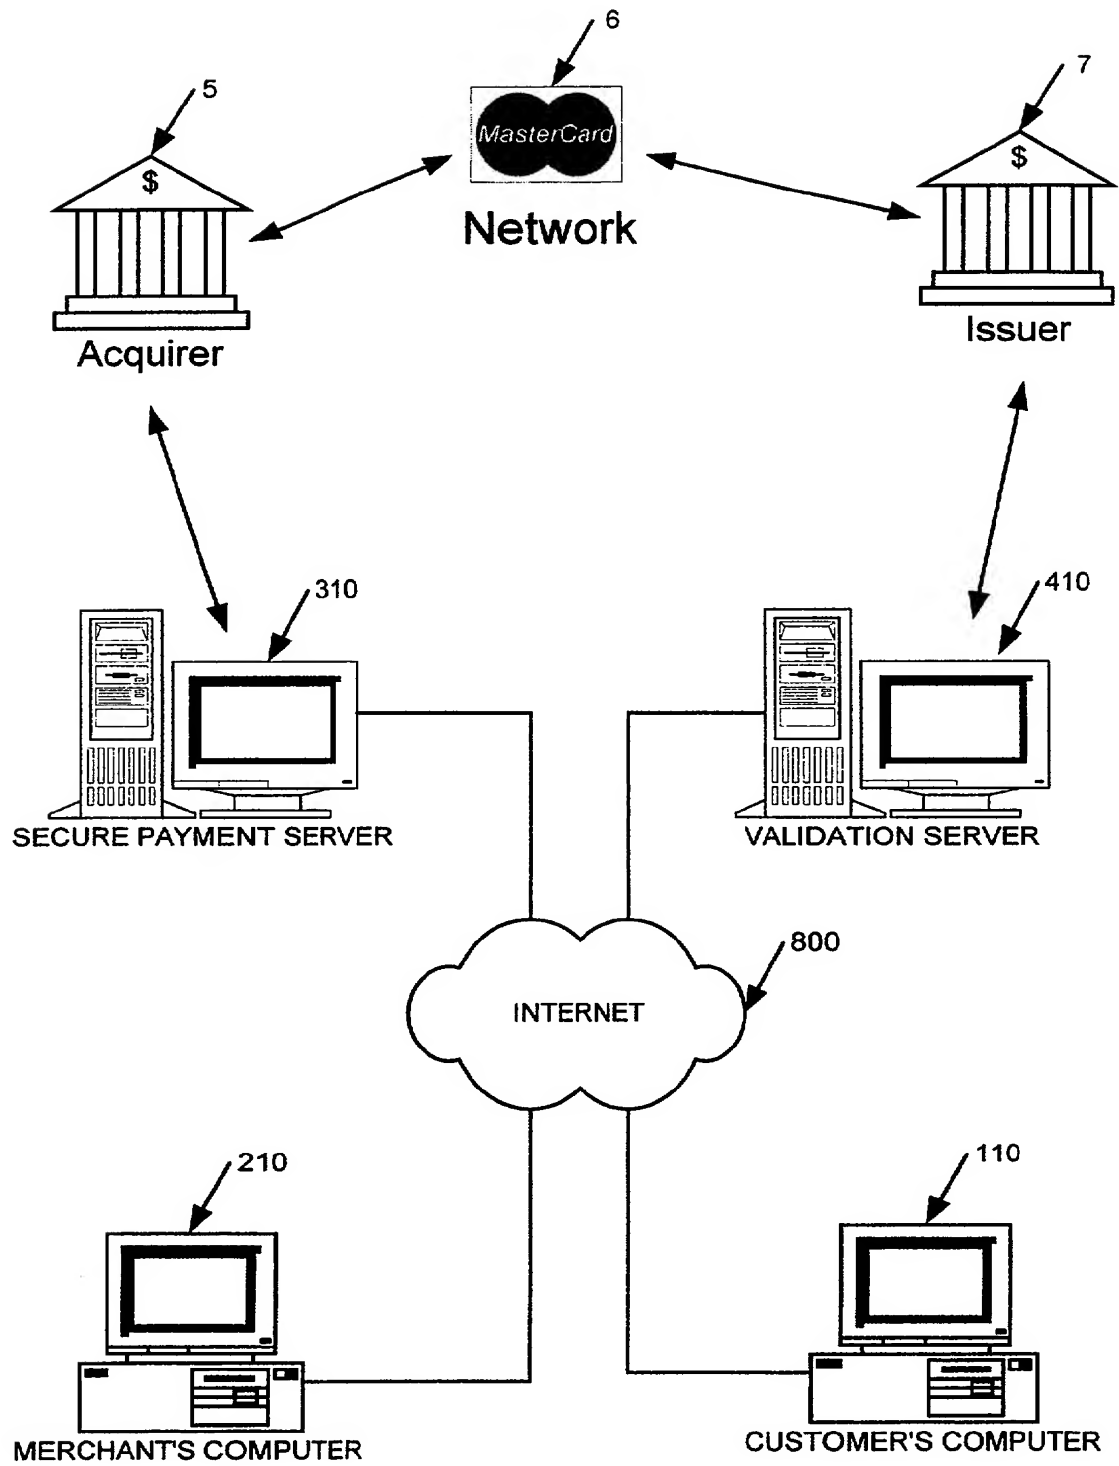 6
5
7
MasterCard
$
$
Network
Issuer
Acquirer
310
410
SECURE PAYMENT SERVER
VALIDATION SERVER
800
INTERNET
210
110
MERCHANT'S COMPUTER
CUSTOMER'S COMPUTER